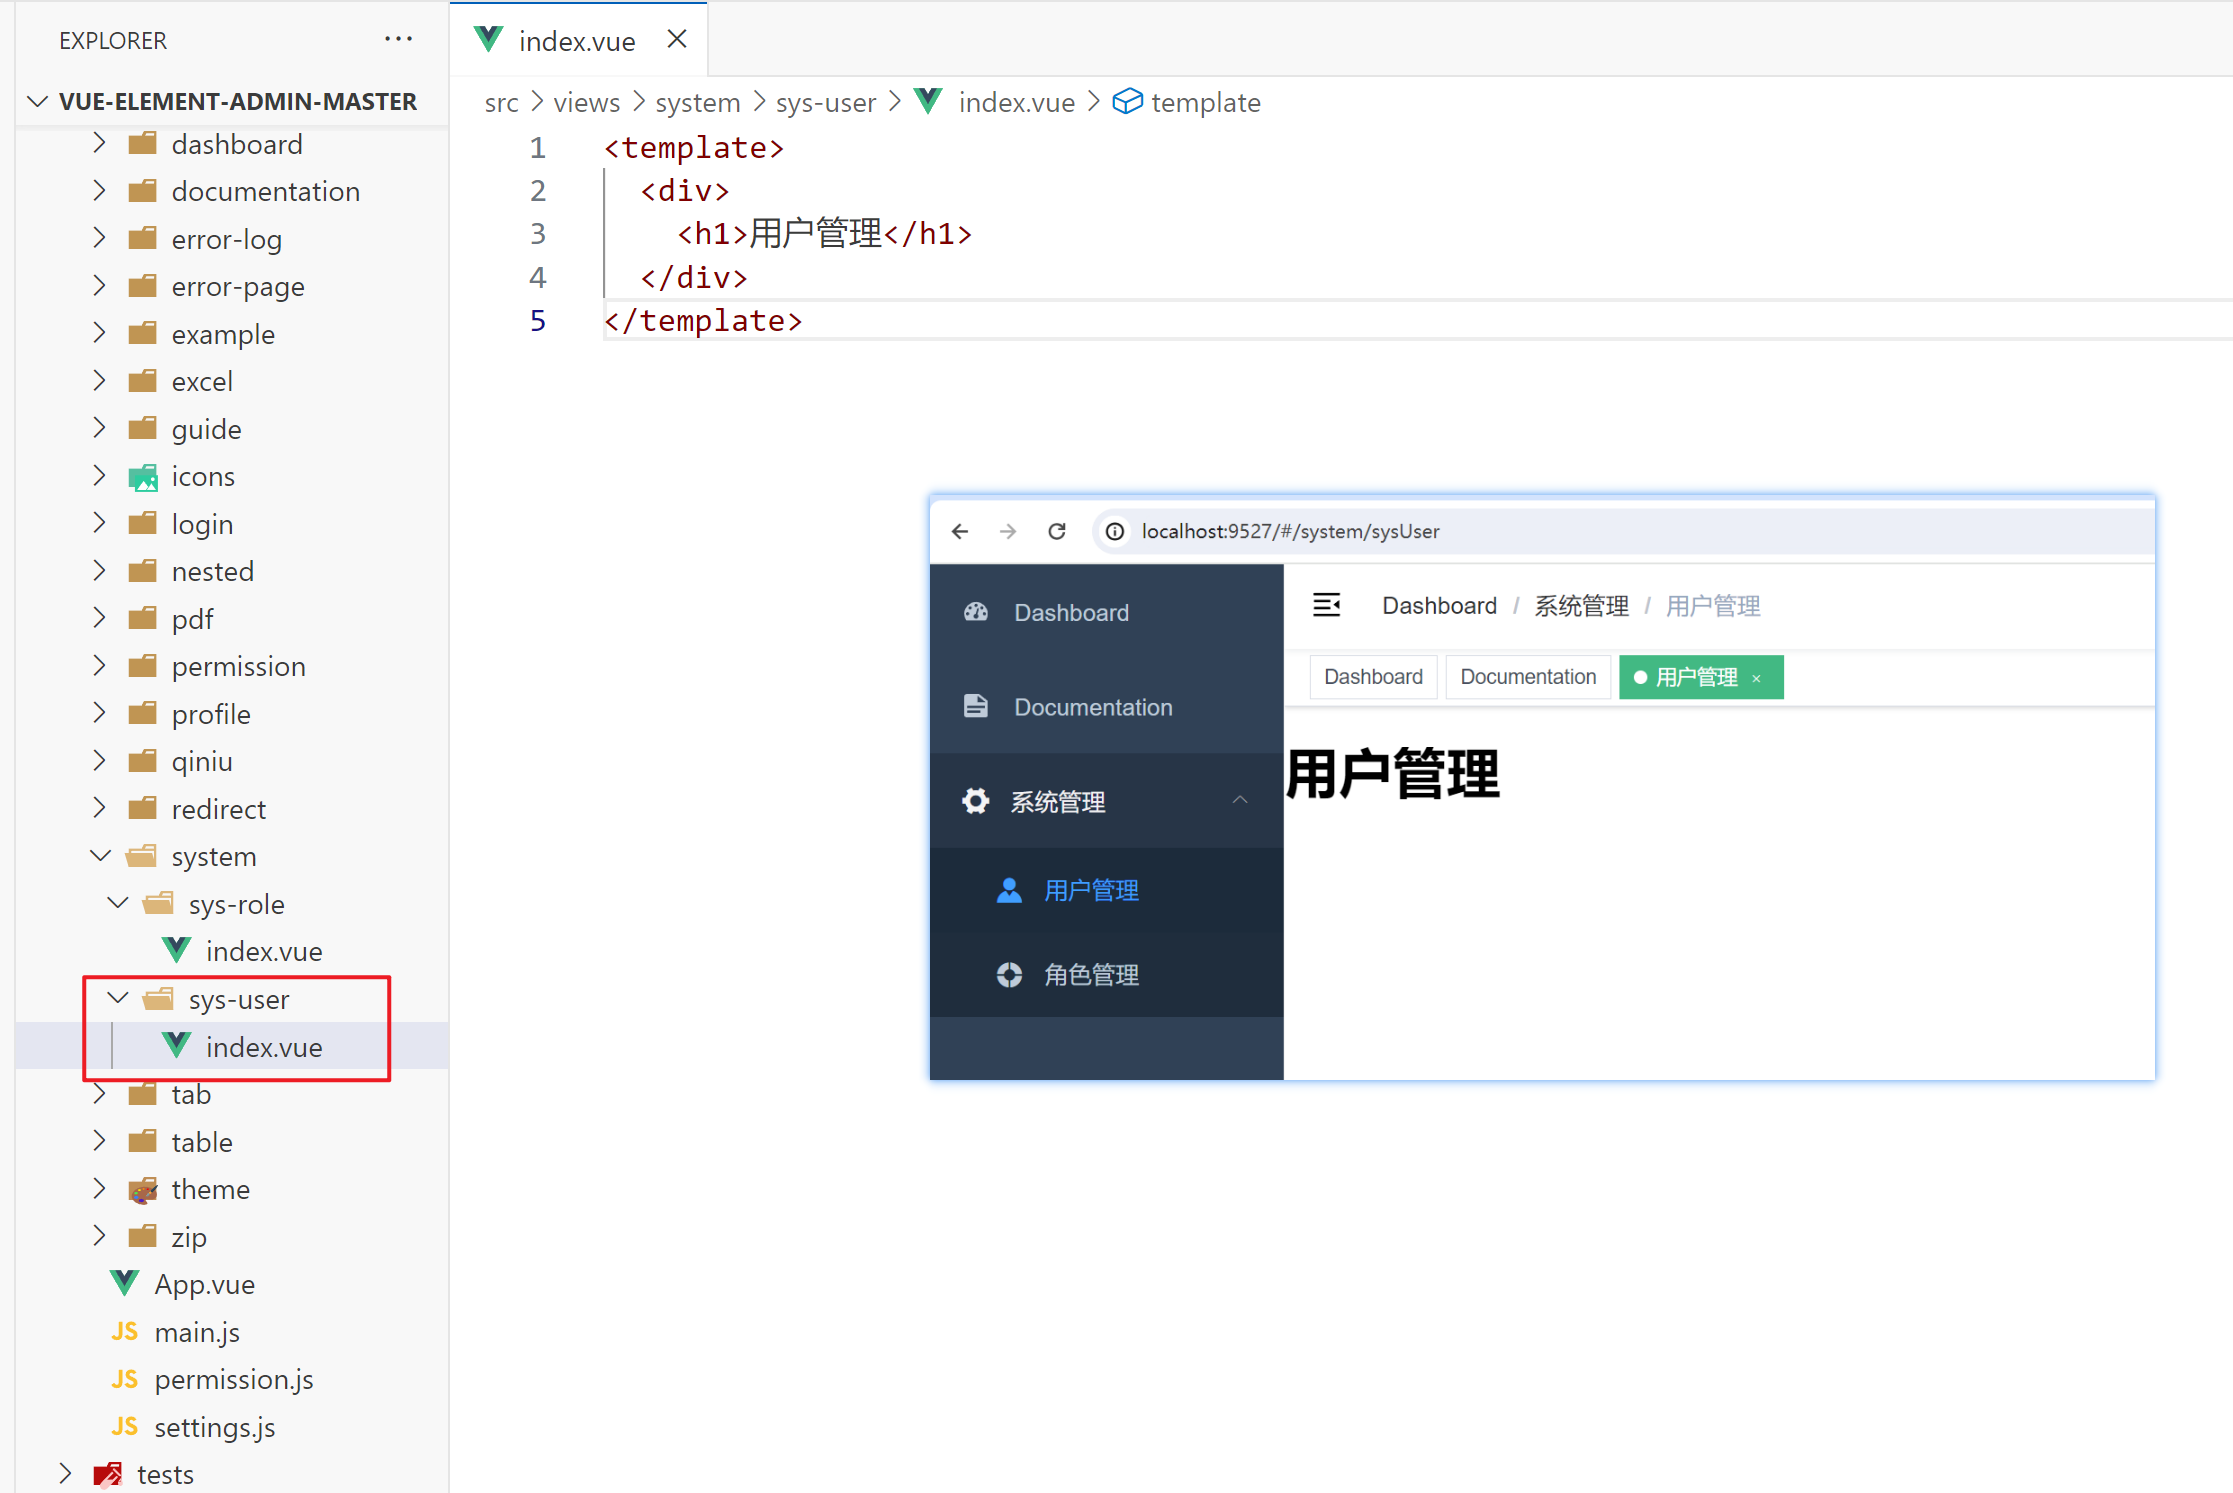 EXPLORER
VUE-ELEMENT-ADMIN-MASTER
dashboard
documentation
error-log
error-page
example
excel
guide
icons
login
nested
pdf
permission
profile
qiniu
redirect
system
sys-role
index.vue
sys-user
index.vue
tab
table
theme
zip
App.vue
JS main.js
JS permission.js
JS settings.js
tests
index.vue
src > views > system > sys-user > index.vue > template
1 <template>
2 <div>
3 <h1>用户管理</h1>
4 </div>
5 </template>
localhost:9527/#/system/sysUser
Dashboard
Documentation
系统管理
用户管理
角色管理
Dashboard / 系统管理 / 用户管理
Dashboard Documentation 用户管理 ×
用户管理